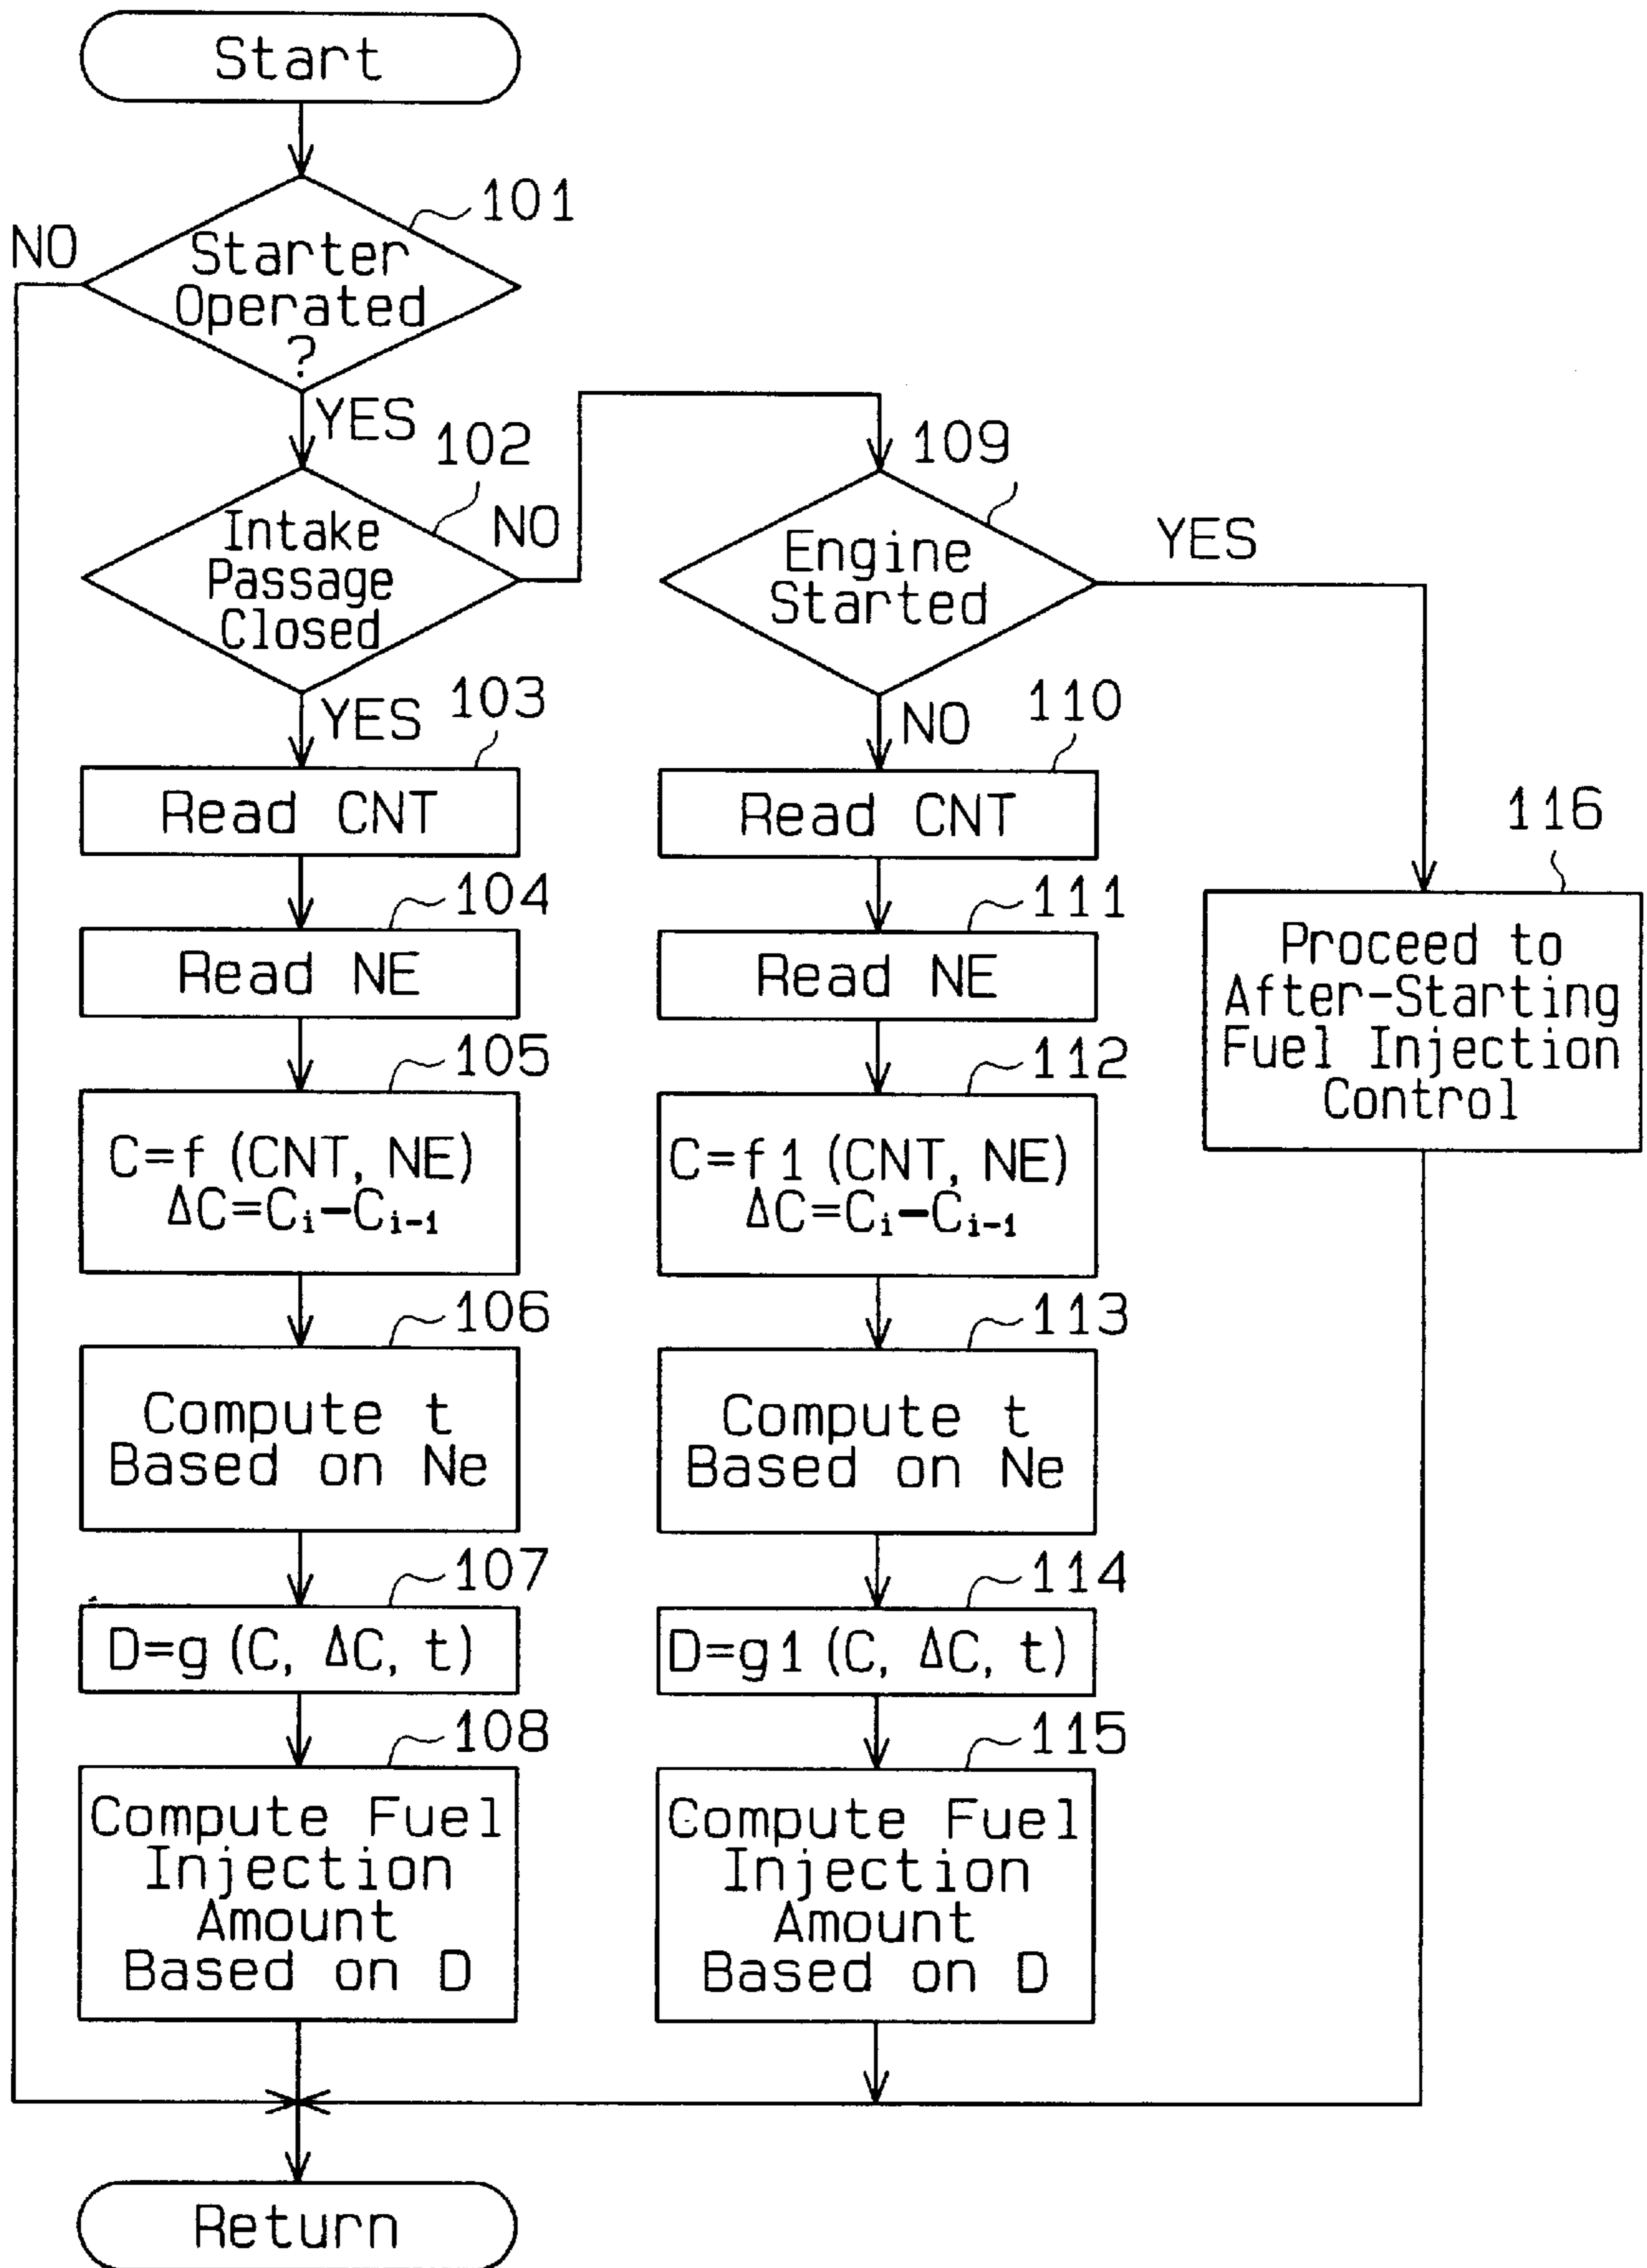 Start
101
NO
Starter
Operated
?
YES
102
Intake
Passage
Closed
NO
YES
103
Read CNT
104
Read NE
105
C=f (CNT, NE)
ΔC=Cᵢ−Cᵢ₋₁
106
Compute t
Based on Ne
107
D=g (C, ΔC, t)
108
Compute Fuel
Injection
Amount
Based on D
109
Engine
Started
YES
NO
110
Read CNT
111
Read NE
112
C=f1 (CNT, NE)
ΔC=Cᵢ−Cᵢ₋₁
113
Compute t
Based on Ne
114
D=g1 (C, ΔC, t)
115
Compute Fuel
Injection
Amount
Based on D
116
Proceed to
After-Starting
Fuel Injection
Control
Return